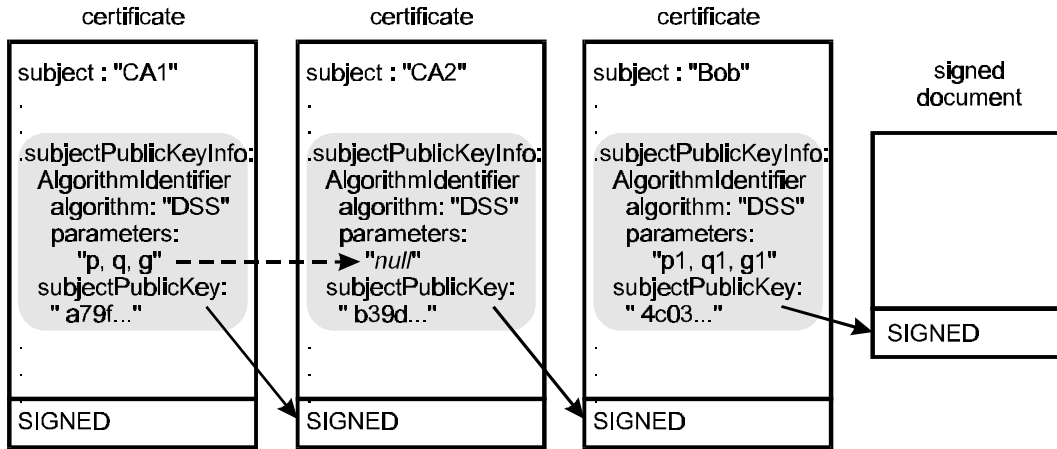 certificate
subject : "CA1"
.
.
.subjectPublicKeyInfo:
AlgorithmIdentifier
algorithm: "DSS"
parameters:
"p, q, g"
subjectPublicKey:
" a79f..."
.
.
.
SIGNED
certificate
subject : "CA2"
.
.
.subjectPublicKeyInfo:
AlgorithmIdentifier
algorithm: "DSS"
parameters:
"null"
subjectPublicKey:
" b39d..."
.
.
.
SIGNED
certificate
subject : "Bob"
.
.
.subjectPublicKeyInfo:
AlgorithmIdentifier
algorithm: "DSS"
parameters:
"p1, q1, g1"
subjectPublicKey:
" 4c03..."
.
.
.
SIGNED
signed
document
SIGNED